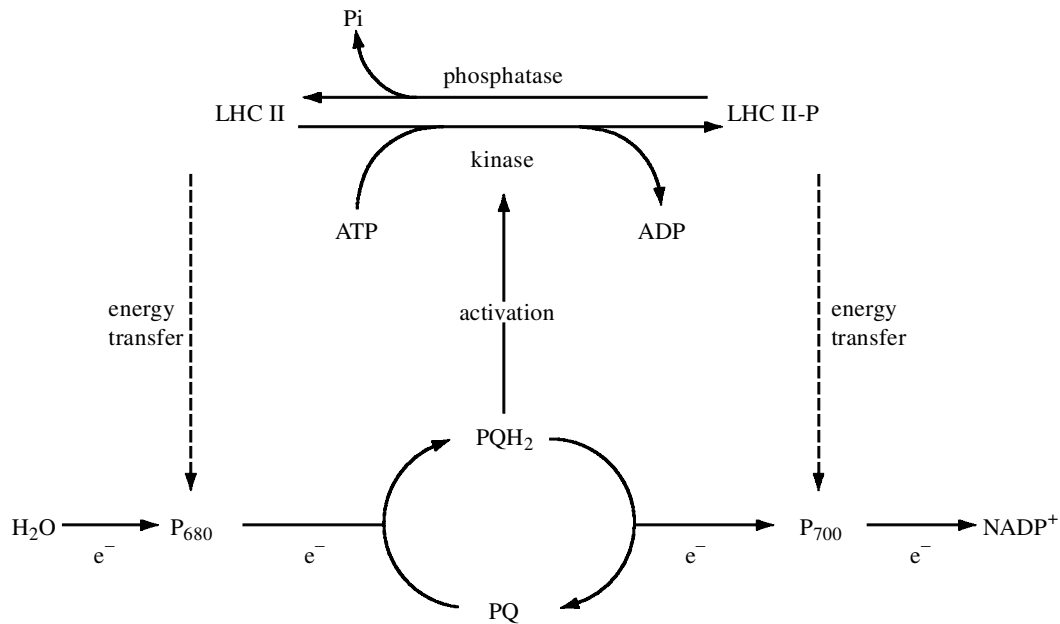 Pi
phosphatase
LHC II
LHC II-P
kinase
ATP
ADP
energy
transfer
activation
energy
transfer
PQH₂
H₂O
P₆₈₀
P₇₀₀
NADP⁺
e⁻
e⁻
e⁻
e⁻
PQ